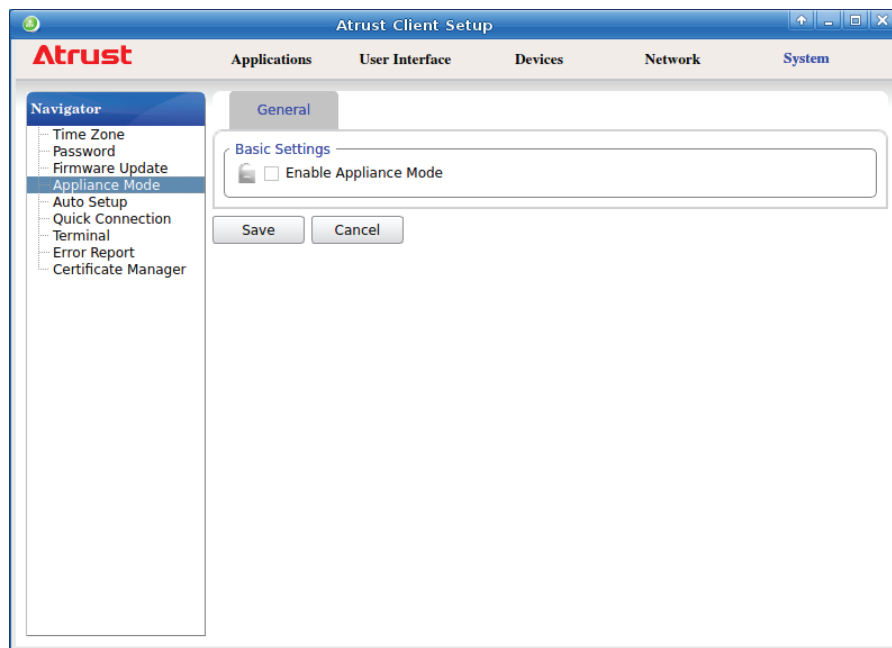 Atrust Client Setup
Atrust
Applications User Interface Devices Network System
Navigator
Time Zone
Password
Firmware Update
Appliance Mode
Auto Setup
Quick Connection
Terminal
Error Report
Certificate Manager
General
Basic Settings
Enable Appliance Mode
Save Cancel